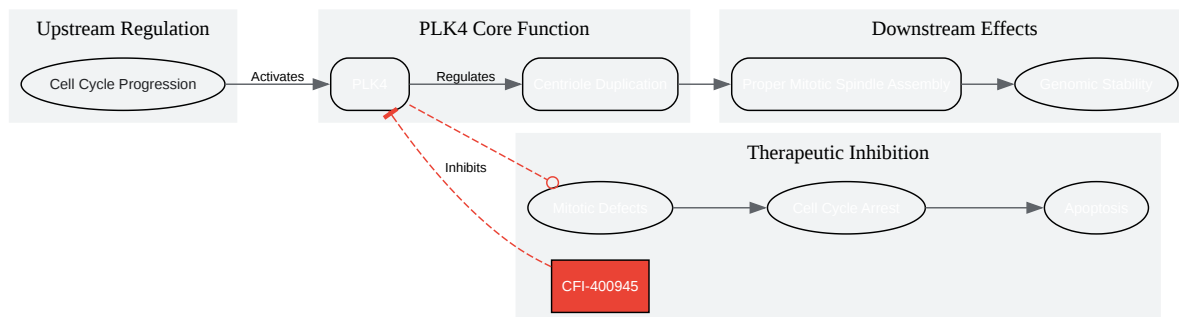 Upstream Regulation
PLK4 Core Function
Downstream Effects
Cell Cycle Progression
Activates
PLK4
Regulates
Centriole Duplication
Proper Mitotic Spindle Assembly
Genomic Stability
Therapeutic Inhibition
Inhibits
Mitotic Defects
Cell Cycle Arrest
Apoptosis
CFI-400945